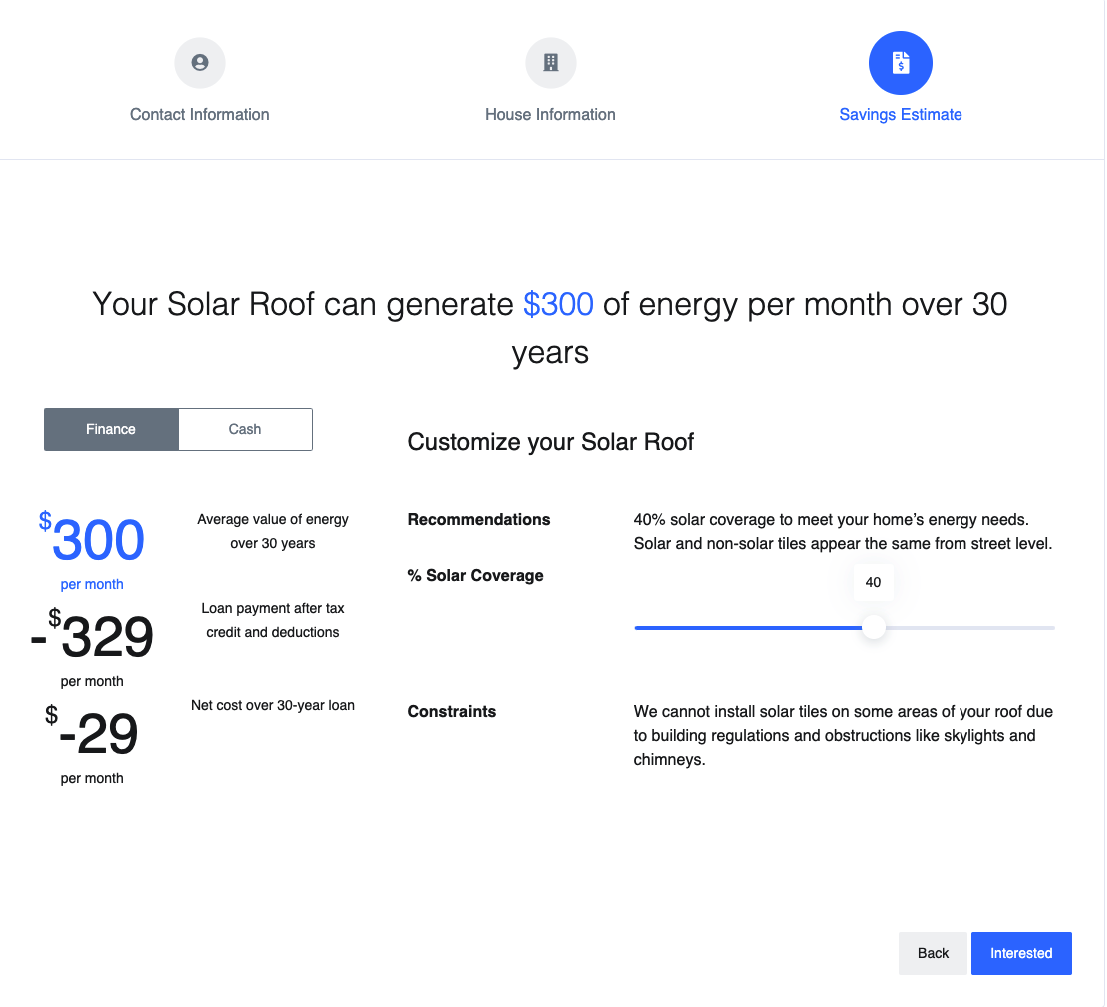 Contact Information
House Information
Savings Estimate
Your Solar Roof can generate $300 of energy per month over 30
years
Finance
Cash
Customize your Solar Roof
$300
per month
Average value of energy
over 30 years
-$329
per month
Loan payment after tax
credit and deductions
$-29
per month
Net cost over 30-year loan
Recommendations
40% solar coverage to meet your home’s energy needs.
Solar and non-solar tiles appear the same from street level.
% Solar Coverage
40
Constraints
We cannot install solar tiles on some areas of your roof due
to building regulations and obstructions like skylights and
chimneys.
Back
Interested